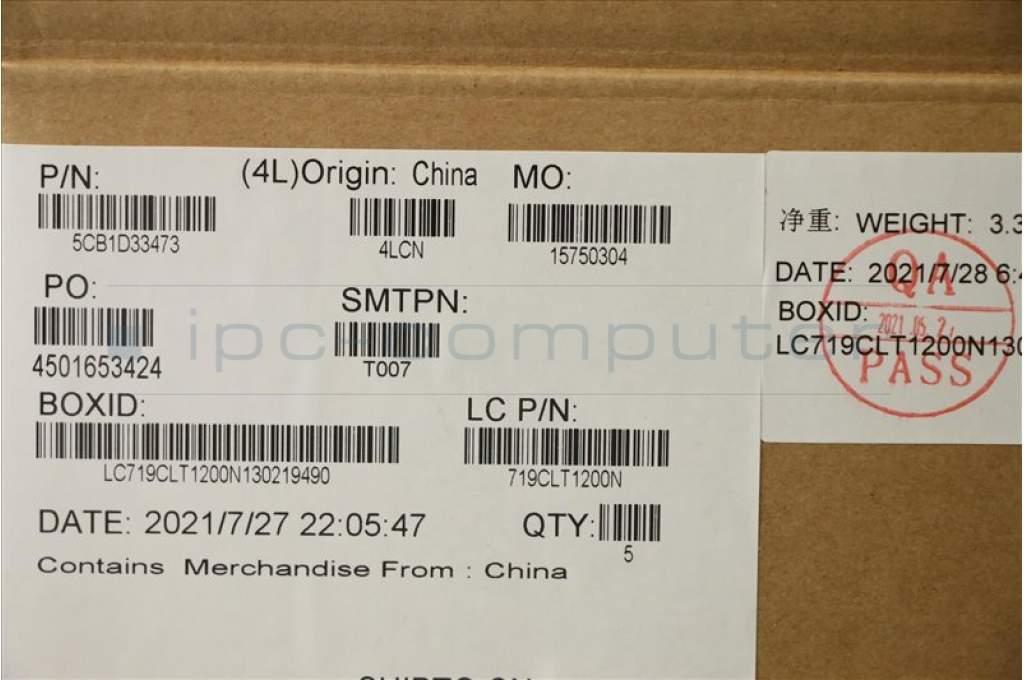 P/N:
5CB1D33473
(4L)Origin: China
4LCN
MO:
15750304
PO:
4501653424
SMTPN:
T007
BOXID:
LC719CLT1200N130219490
LC P/N:
719CLT1200N
DATE: 2021/7/27 22:05:47
QTY:
5
Contains Merchandise From : China
净重: WEIGHT: 3.3
DATE: 2021/7/28 6:4
BOXID:
LC719CLT1200N130
QA
PASS
ipc-computer